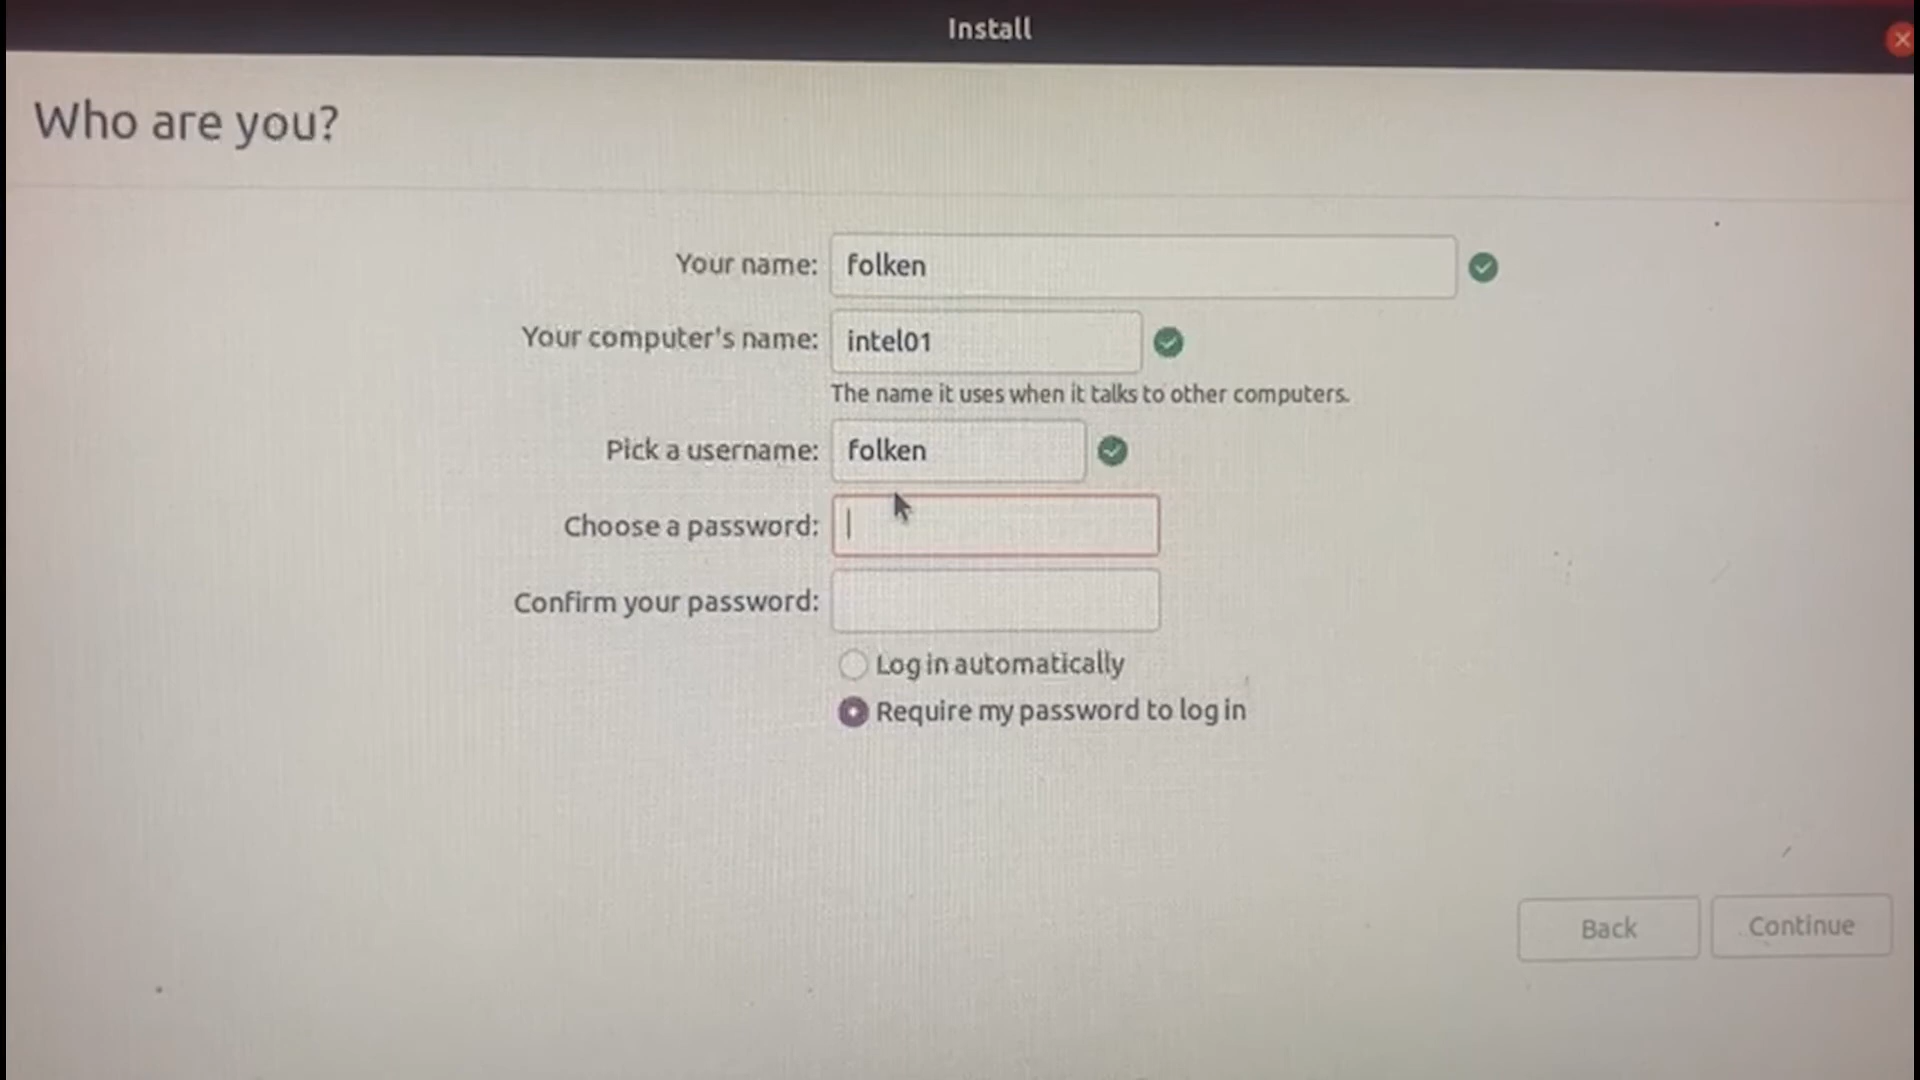 Install
Who are you?
Your name: folken
Your computer's name: intel01
The name it uses when it talks to other computers.
Pick a username: folken
Choose a password:
Confirm your password:
Log in automatically
Require my password to log in
Back Continue